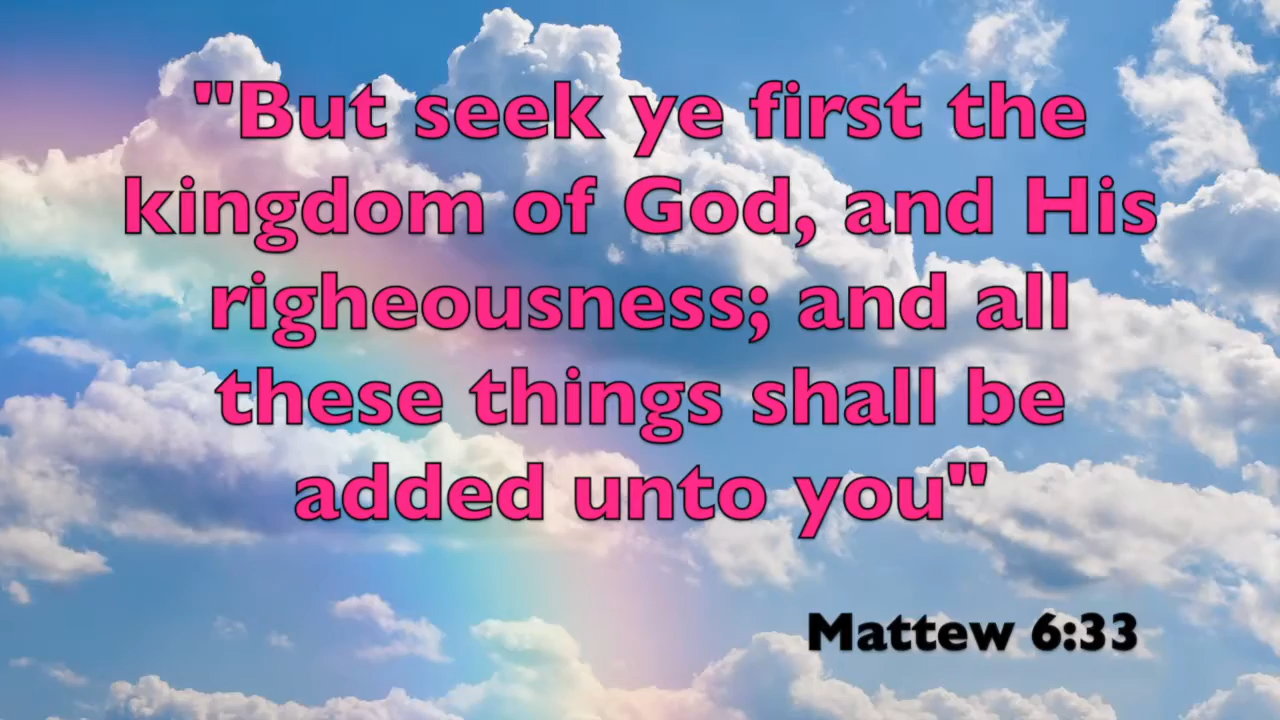 "But seek ye first the
kingdom of God, and His
righeousness; and all
these things shall be
added unto you"
Mattew 6:33